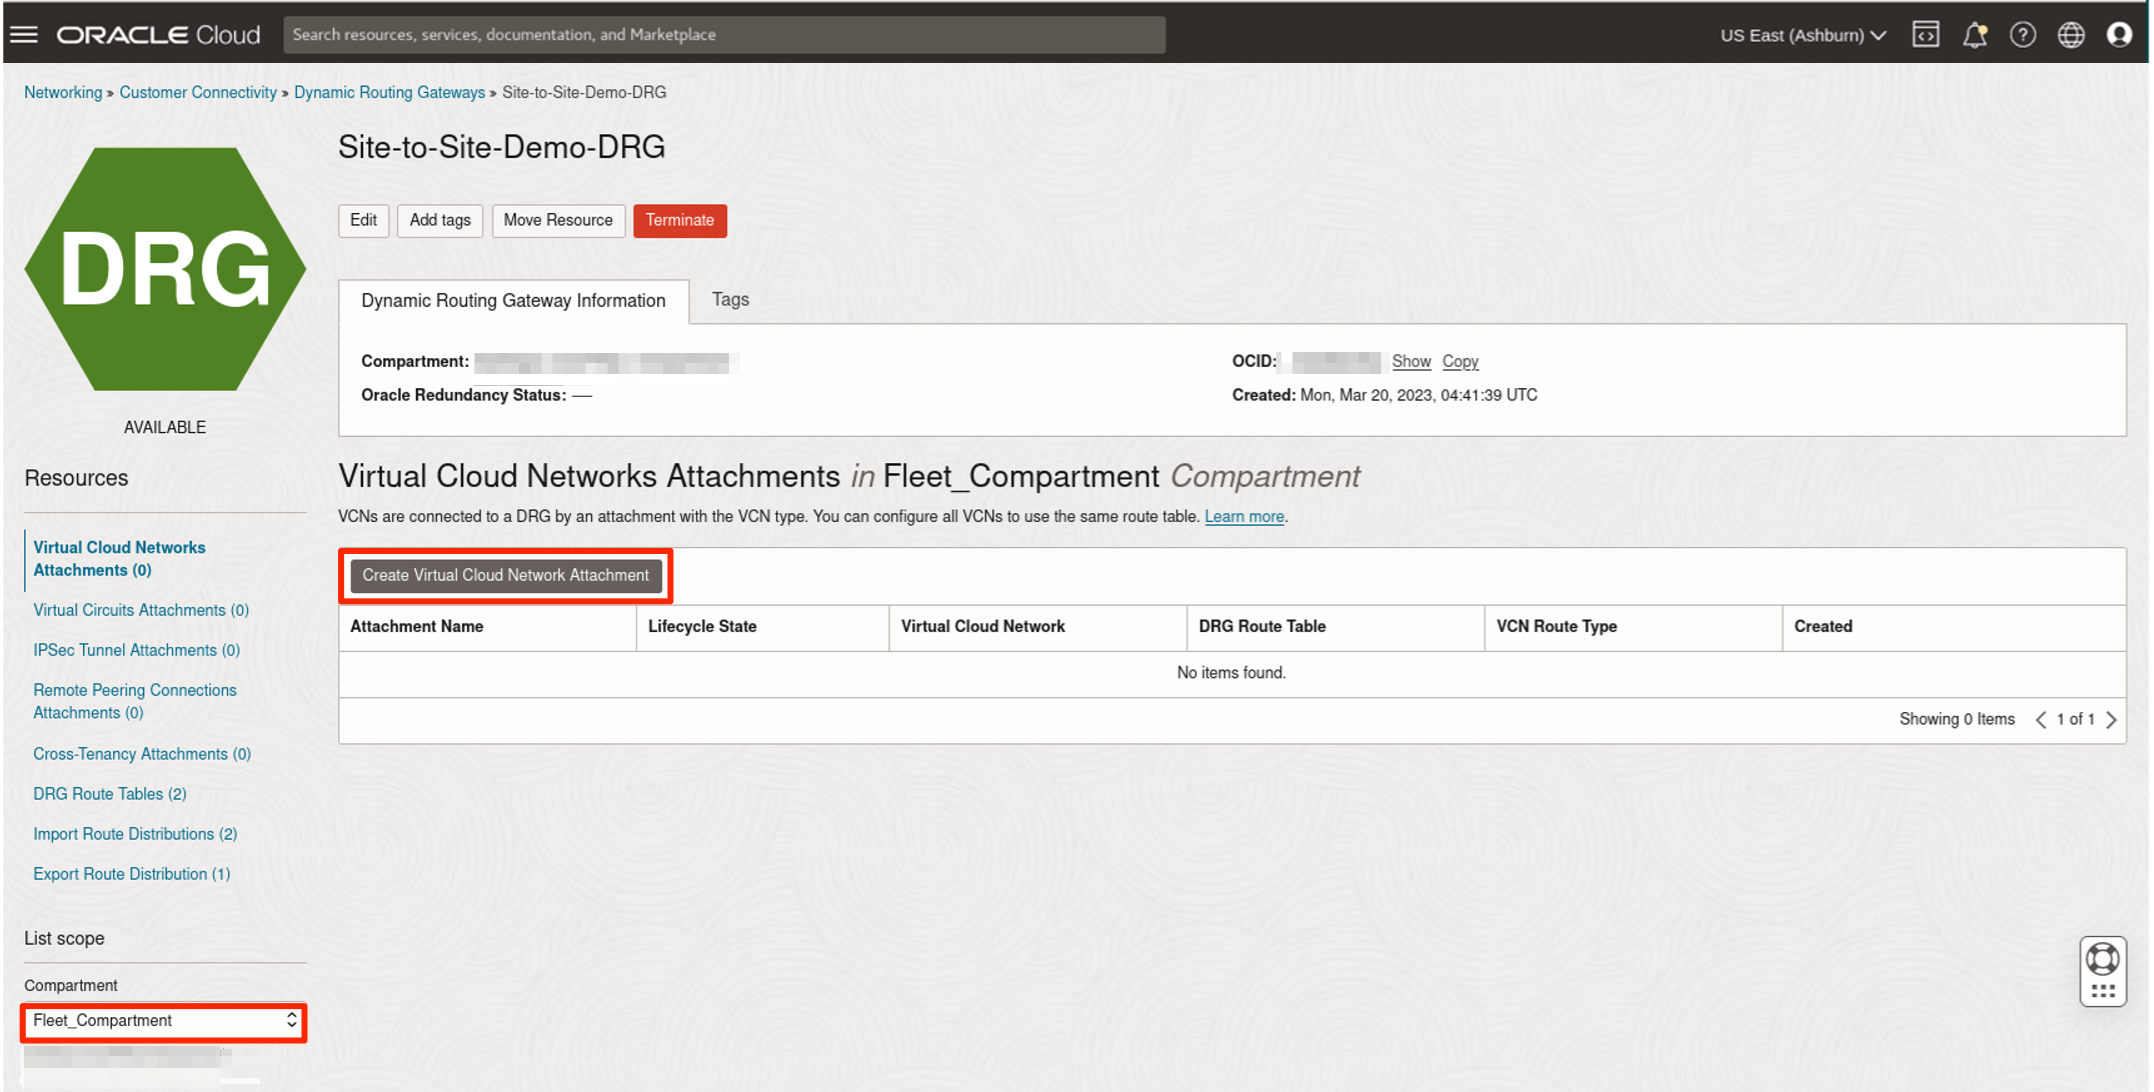 ORACLE Cloud
Search resources, services, documentation, and Marketplace
US East (Ashburn)
Networking » Customer Connectivity » Dynamic Routing Gateways » Site-to-Site-Demo-DRG
DRG
AVAILABLE
Site-to-Site-Demo-DRG
Edit Add tags Move Resource Terminate
Dynamic Routing Gateway Information Tags
Compartment:
OCID: Show Copy
Oracle Redundancy Status: —
Created: Mon, Mar 20, 2023, 04:41:39 UTC
Resources
Virtual Cloud Networks
Attachments (0)
Virtual Circuits Attachments (0)
IPSec Tunnel Attachments (0)
Remote Peering Connections
Attachments (0)
Cross-Tenancy Attachments (0)
DRG Route Tables (2)
Import Route Distributions (2)
Export Route Distribution (1)
List scope
Compartment
Fleet_Compartment
Virtual Cloud Networks Attachments in Fleet_Compartment Compartment
VCNs are connected to a DRG by an attachment with the VCN type. You can configure all VCNs to use the same route table. Learn more.
Create Virtual Cloud Network Attachment
Attachment Name Lifecycle State Virtual Cloud Network DRG Route Table VCN Route Type Created
No items found.
Showing 0 Items 1 of 1